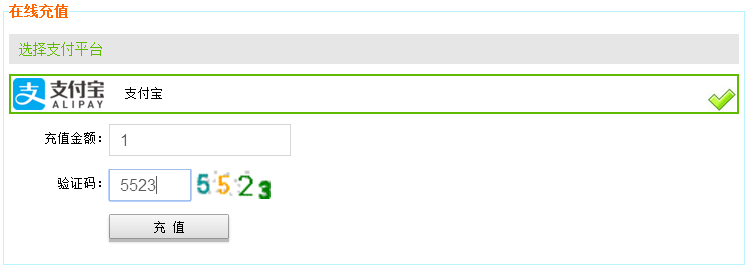 在线充值
选择支付平台
支 支付宝 ALIPAY 支付宝
充值金额: 1
验证码: 5523 5523
充 值